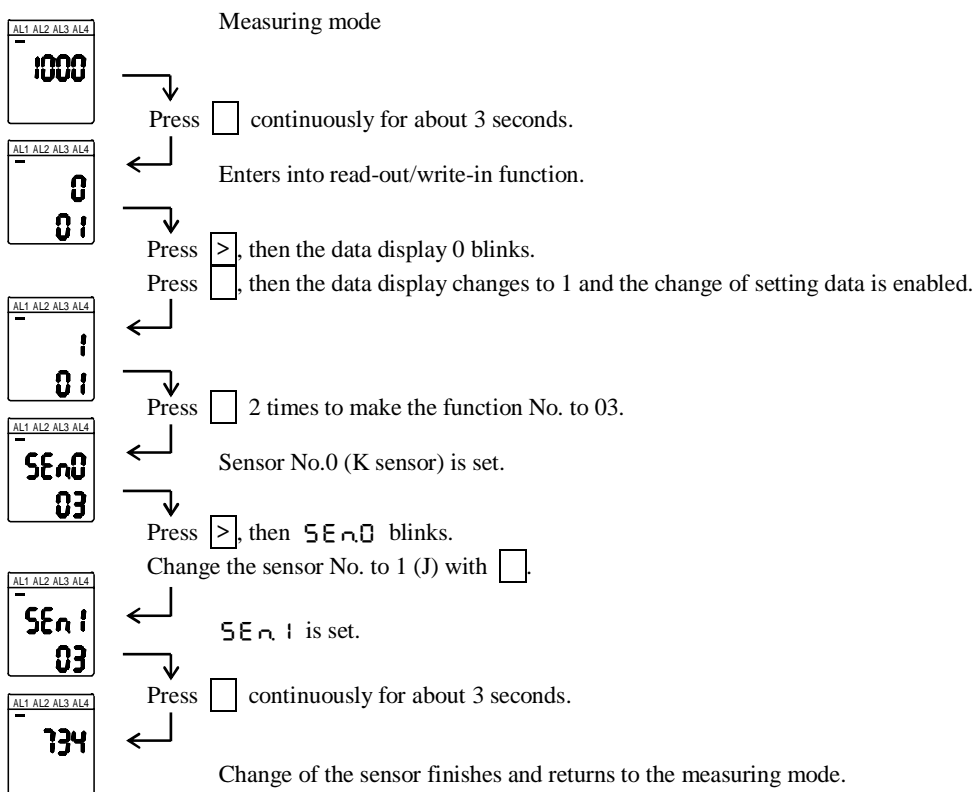 Measuring mode
AL1 AL2 AL3 AL4
1000
Press continuously for about 3 seconds.
AL1 AL2 AL3 AL4
0
01
Enters into read-out/write-in function.
Press >, then the data display 0 blinks.
Press , then the data display changes to 1 and the change of setting data is enabled.
AL1 AL2 AL3 AL4
1
01
Press 2 times to make the function No. to 03.
AL1 AL2 AL3 AL4
SEn0
03
Sensor No.0 (K sensor) is set.
Press >, then SEn.0 blinks.
Change the sensor No. to 1 (J) with .
AL1 AL2 AL3 AL4
SEn1
03
SEn.1 is set.
Press continuously for about 3 seconds.
AL1 AL2 AL3 AL4
734
Change of the sensor finishes and returns to the measuring mode.